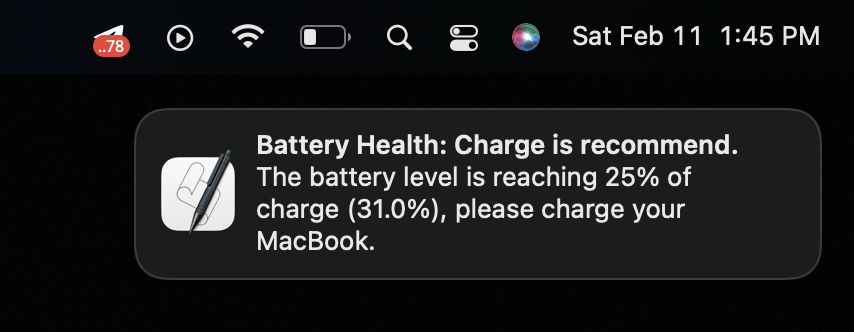 ..78
Sat Feb 11 1:45 PM
Battery Health: Charge is recommend.
The battery level is reaching 25% of
charge (31.0%), please charge your
MacBook.